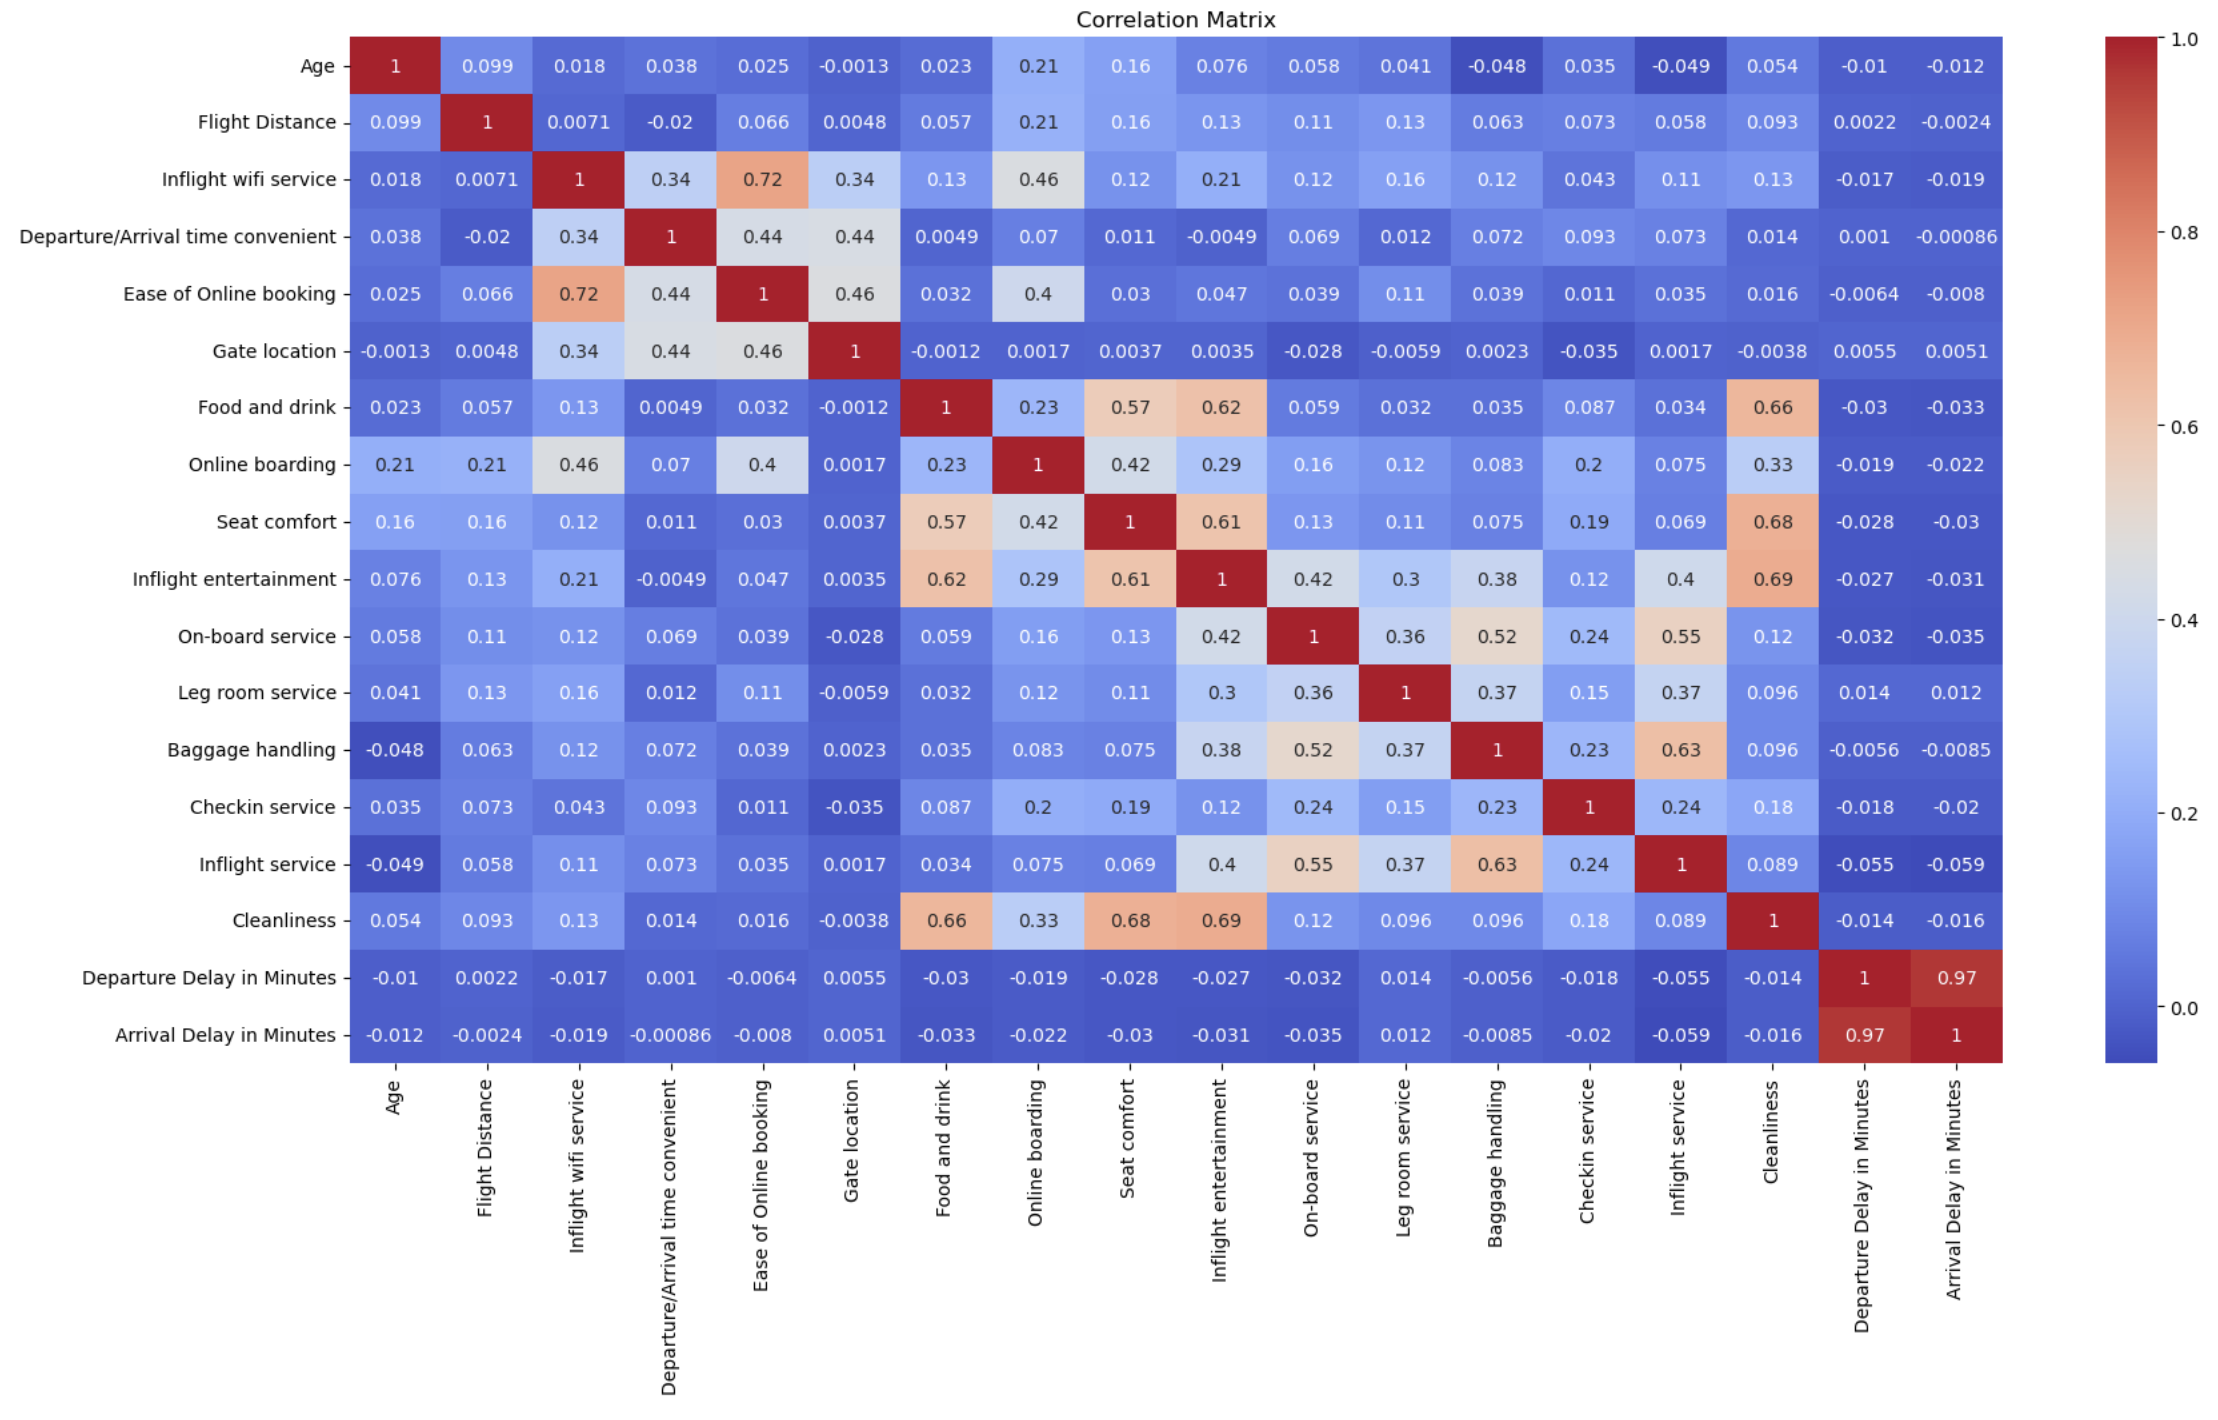 Correlation Matrix
Age 1 0.099 0.018 0.038 0.025 -0.0013 0.023 0.21 0.16 0.076 0.058 0.041 -0.048 0.035 -0.049 0.054 -0.01 -0.012
Flight Distance 0.099 1 0.0071 -0.02 0.066 0.0048 0.057 0.21 0.16 0.13 0.11 0.13 0.063 0.073 0.058 0.093 0.0022 -0.0024
Inflight wifi service 0.018 0.0071 1 0.34 0.72 0.34 0.13 0.46 0.12 0.21 0.12 0.16 0.12 0.043 0.11 0.13 -0.017 -0.019
Departure/Arrival time convenient 0.038 -0.02 0.34 1 0.44 0.44 0.0049 0.07 0.011 -0.0049 0.069 0.012 0.072 0.093 0.073 0.014 0.001 -0.00086
Ease of Online booking 0.025 0.066 0.72 0.44 1 0.46 0.032 0.4 0.03 0.047 0.039 0.11 0.039 0.011 0.035 0.016 -0.0064 -0.008
Gate location -0.0013 0.0048 0.34 0.44 0.46 1 -0.0012 0.0017 0.0037 0.0035 -0.028 -0.0059 0.0023 -0.035 0.0017 -0.0038 0.0055 0.0051
Food and drink 0.023 0.057 0.13 0.0049 0.032 -0.0012 1 0.23 0.57 0.62 0.059 0.032 0.035 0.087 0.034 0.66 -0.03 -0.033
Online boarding 0.21 0.21 0.46 0.07 0.4 0.0017 0.23 1 0.42 0.29 0.16 0.12 0.083 0.2 0.075 0.33 -0.019 -0.022
Seat comfort 0.16 0.16 0.12 0.011 0.03 0.0037 0.57 0.42 1 0.61 0.13 0.11 0.075 0.19 0.069 0.68 -0.028 -0.03
Inflight entertainment 0.076 0.13 0.21 -0.0049 0.047 0.0035 0.62 0.29 0.61 1 0.42 0.3 0.38 0.12 0.4 0.69 -0.027 -0.031
On-board service 0.058 0.11 0.12 0.069 0.039 -0.028 0.059 0.16 0.13 0.42 1 0.36 0.52 0.24 0.55 0.12 -0.032 -0.035
Leg room service 0.041 0.13 0.16 0.012 0.11 -0.0059 0.032 0.12 0.11 0.3 0.36 1 0.37 0.15 0.37 0.096 0.014 0.012
Baggage handling -0.048 0.063 0.12 0.072 0.039 0.0023 0.035 0.083 0.075 0.38 0.52 0.37 1 0.23 0.63 0.096 -0.0056 -0.0085
Checkin service 0.035 0.073 0.043 0.093 0.011 -0.035 0.087 0.2 0.19 0.12 0.24 0.15 0.23 1 0.24 0.18 -0.018 -0.02
Inflight service -0.049 0.058 0.11 0.073 0.035 0.0017 0.034 0.075 0.069 0.4 0.55 0.37 0.63 0.24 1 0.089 -0.055 -0.059
Cleanliness 0.054 0.093 0.13 0.014 0.016 -0.0038 0.66 0.33 0.68 0.69 0.12 0.096 0.096 0.18 0.089 1 -0.014 -0.016
Departure Delay in Minutes -0.01 0.0022 -0.017 0.001 -0.0064 0.0055 -0.03 -0.019 -0.028 -0.027 -0.032 0.014 -0.0056 -0.018 -0.055 -0.014 1 0.97
Arrival Delay in Minutes -0.012 -0.0024 -0.019 -0.00086 -0.008 0.0051 -0.033 -0.022 -0.03 -0.031 -0.035 0.012 -0.0085 -0.02 -0.059 -0.016 0.97 1
Age
Flight Distance
Inflight wifi service
Departure/Arrival time convenient
Ease of Online booking
Gate location
Food and drink
Online boarding
Seat comfort
Inflight entertainment
On-board service
Leg room service
Baggage handling
Checkin service
Inflight service
Cleanliness
Departure Delay in Minutes
Arrival Delay in Minutes
1.0
0.8
0.6
0.4
0.2
0.0